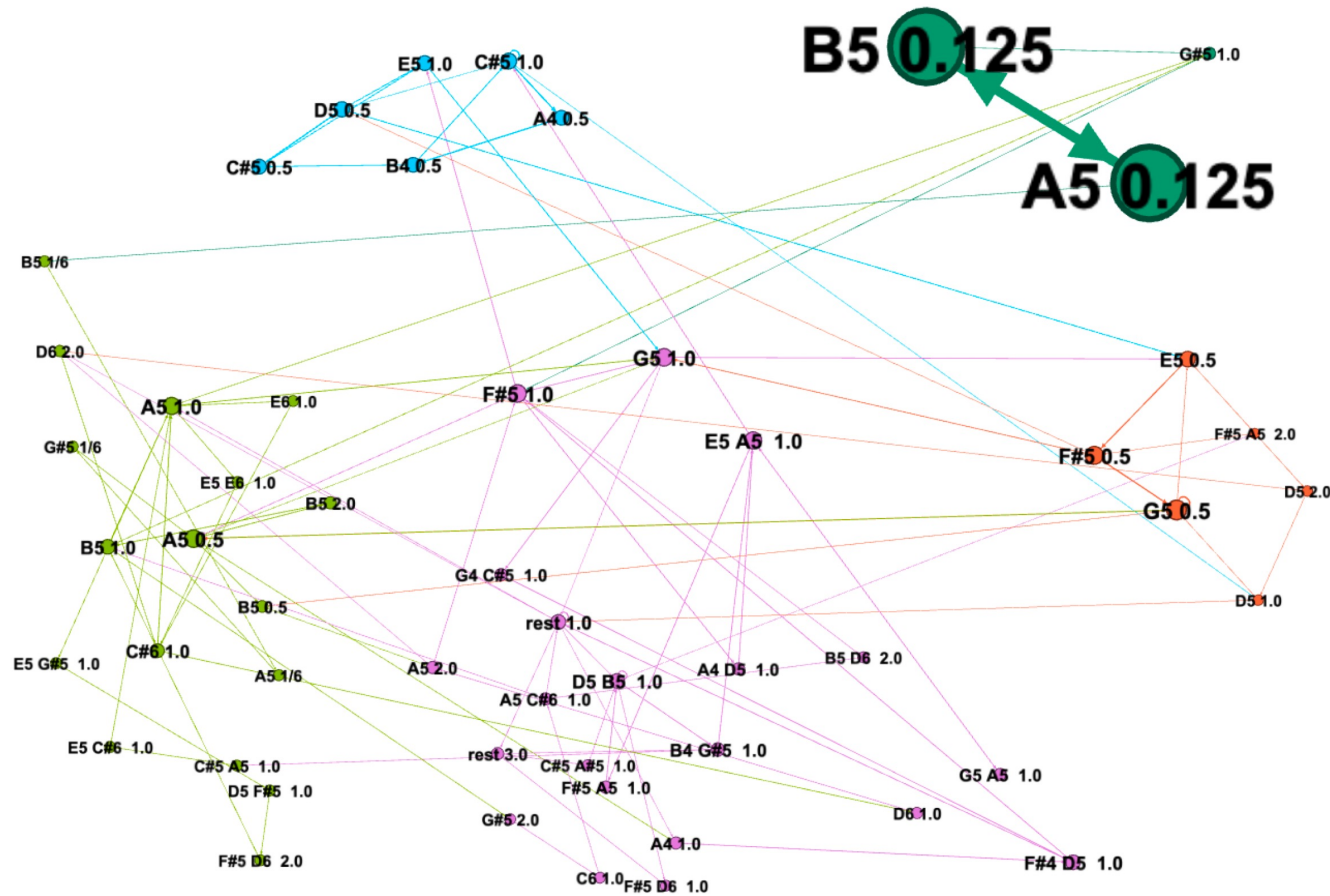 B5 0.125
G#5 1.0
E5 1.0
C#5 1.0
D5 0.5
A4 0.5
C#5 0.5
B4 0.5
A5 0.125
B5 1/6
D6 2.0
G5 1.0
E5 0.5
F#5 1.0
A5 1.0
E6 1.0
G#5 1/6
E5 A5 1.0
F#5 A5 2.0
F#5 0.5
E5 E6 1.0
D5 2.0
B5 2.0
G5 0.5
B5 1.0
A5 0.5
G4 C#5 1.0
B5 0.5
D5 1.0
rest 1.0
C#6 1.0
E5 G#5 1.0
A5 1/6
A5 2.0
D5 B5 1.0
A4 D5 1.0
B5 D6 2.0
A5 C#6 1.0
E5 C#6 1.0
rest 3.0
B4 G#5 1.0
C#5 A5 1.0
C#5 A#5 1.0
G5 A5 1.0
D5 F#5 1.0
F#5 A5 1.0
G#5 2.0
D6 1.0
A4 1.0
F#5 D6 2.0
F#4 D5 1.0
C6 1.0
F#5 D6 1.0